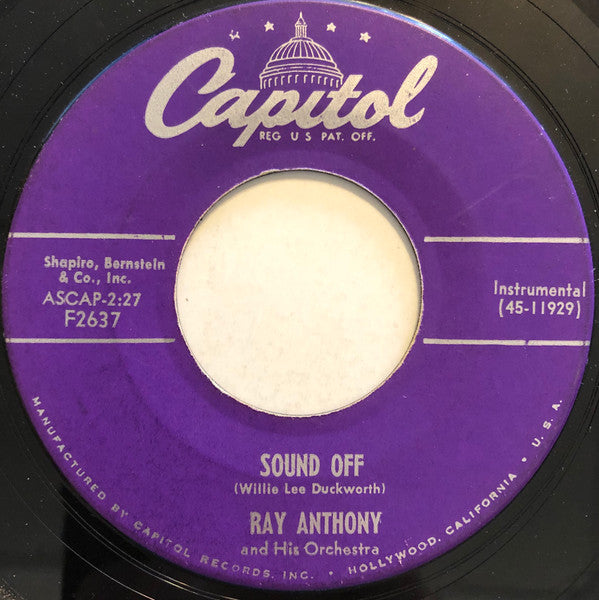 Capitol
REG U S PAT. OFF.
Shapiro, Bernstein
& Co., Inc.
ASCAP-2:27
F2637
Instrumental
(45-11929)
SOUND OFF
(Willie Lee Duckworth)
RAY ANTHONY
and His Orchestra
MANUFACTURED BY CAPITOL RECORDS, INC. • HOLLYWOOD, CALIFORNIA • U. S. A.